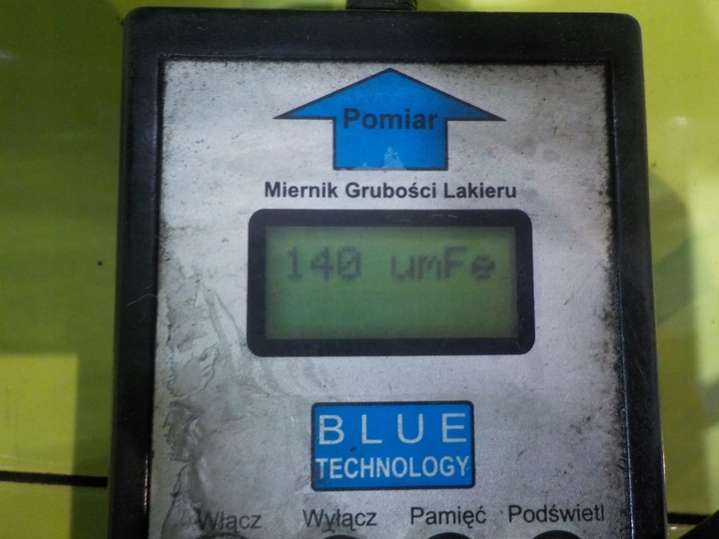 Pomiar
Miernik Grubości Lakieru
140 umFe
BLUE
TECHNOLOGY
Włącz Wyłącz Pamięć Podświetl